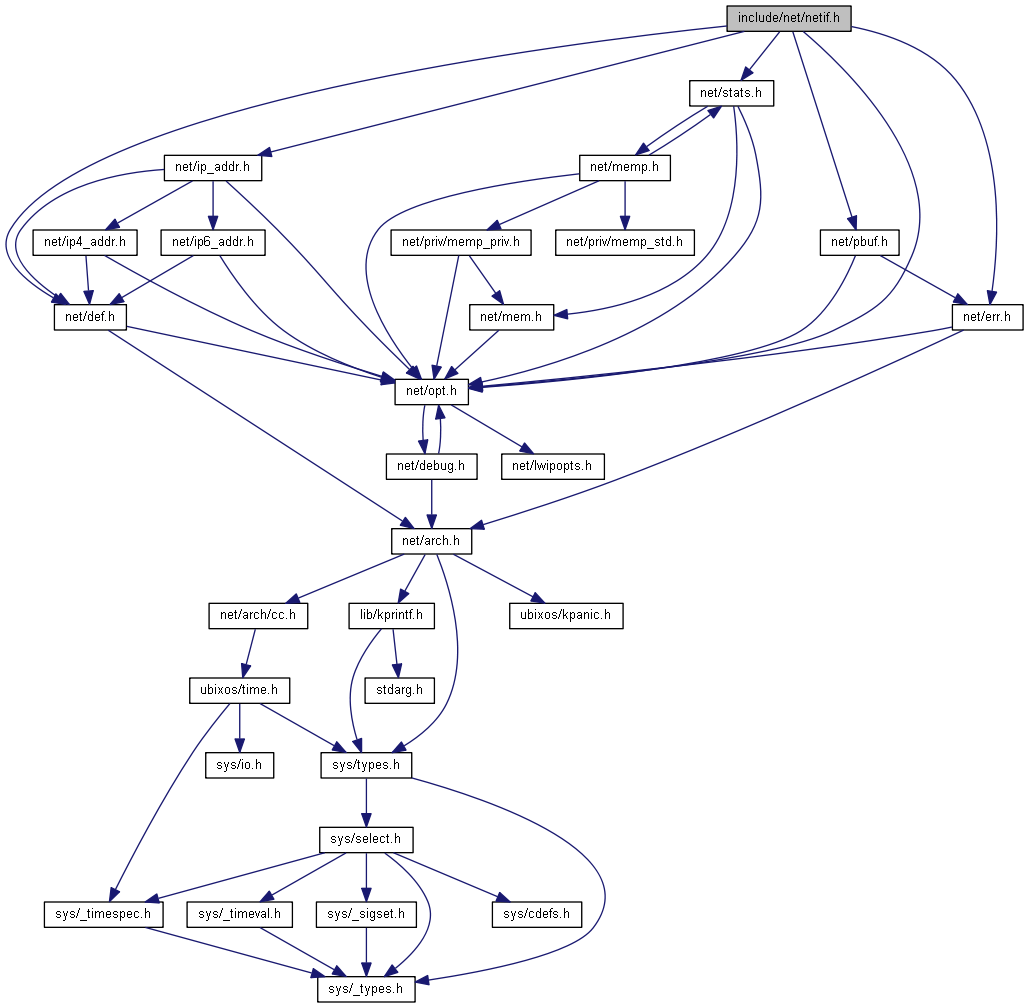 include/net/netif.h
net/stats.h
net/ip_addr.h
net/memp.h
net/ip4_addr.h
net/ip6_addr.h
net/priv/memp_priv.h
net/priv/memp_std.h
net/pbuf.h
net/def.h
net/mem.h
net/err.h
net/opt.h
net/debug.h
net/lwipopts.h
net/arch.h
net/arch/cc.h
lib/kprintf.h
ubixos/kpanic.h
ubixos/time.h
stdarg.h
sys/io.h
sys/types.h
sys/select.h
sys/_timespec.h
sys/_timeval.h
sys/_sigset.h
sys/cdefs.h
sys/_types.h